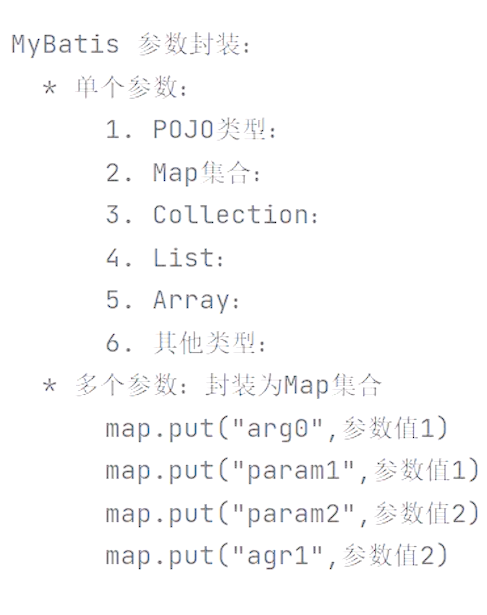 MyBatis 参数封装：
* 单个参数：
1. POJO类型：
2. Map集合：
3. Collection：
4. List：
5. Array：
6. 其他类型：
* 多个参数：封装为Map集合
map.put("arg0",参数值1)
map.put("param1",参数值1)
map.put("param2",参数值2)
map.put("agr1",参数值2)